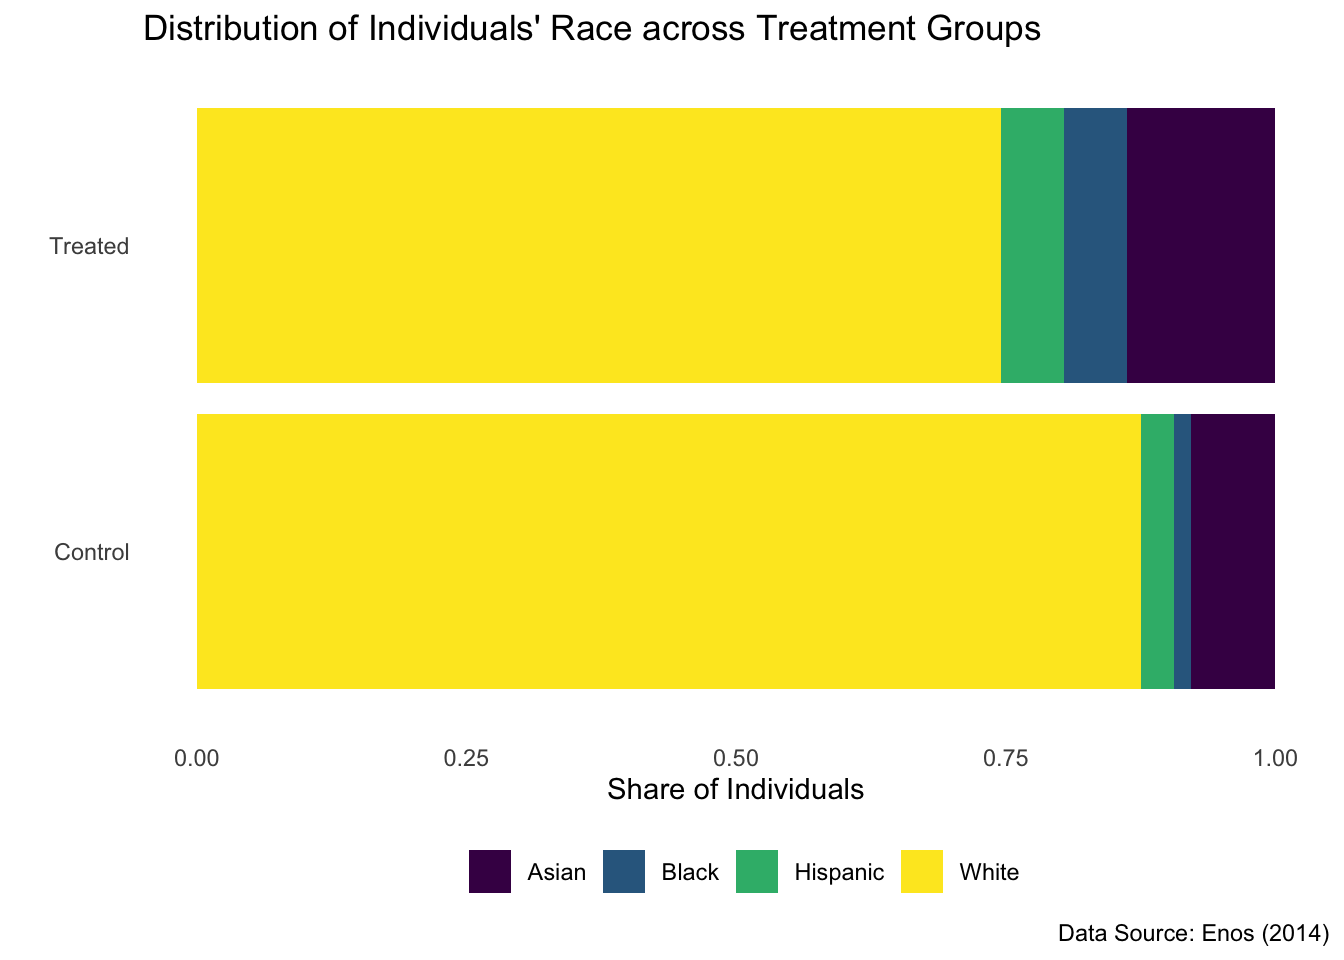 Distribution of Individuals' Race across Treatment Groups
Treated
Control
0.00 0.25 0.50 0.75 1.00
Share of Individuals
Asian Black Hispanic White
Data Source: Enos (2014)